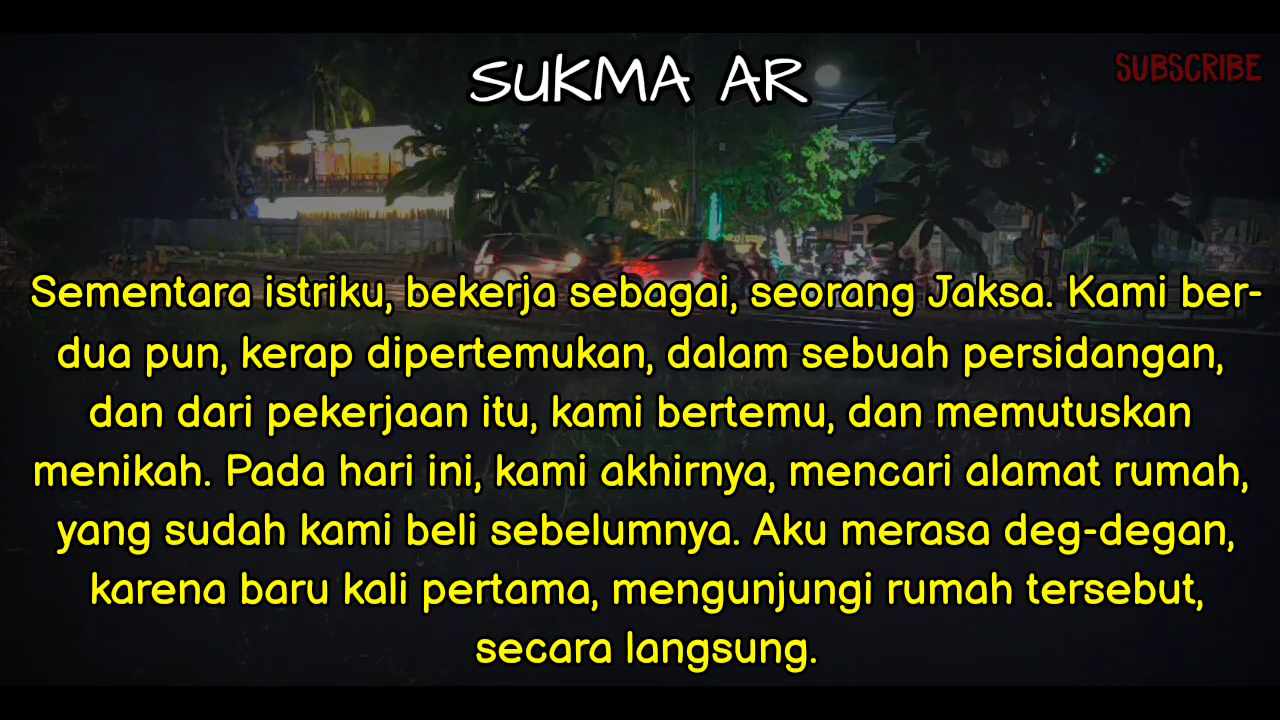 SUKMA AR
SUBSCRIBE
Sementara istriku, bekerja sebagai, seorang Jaksa. Kami ber-
dua pun, kerap dipertemukan, dalam sebuah persidangan,
dan dari pekerjaan itu, kami bertemu, dan memutuskan
menikah. Pada hari ini, kami akhirnya, mencari alamat rumah,
yang sudah kami beli sebelumnya. Aku merasa deg-degan,
karena baru kali pertama, mengunjungi rumah tersebut,
secara langsung.